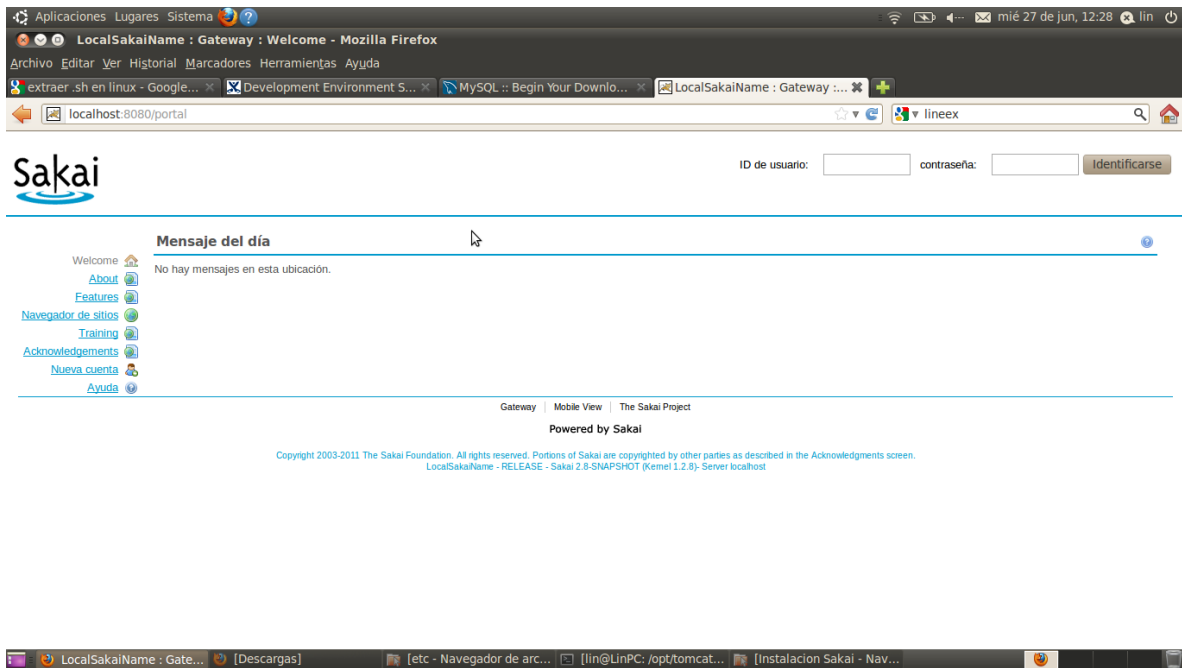 Aplicaciones Lugares Sistema mié 27 de jun, 12:28 lin
LocalSakaiName : Gateway : Welcome - Mozilla Firefox
Archivo Editar Ver Historial Marcadores Herramientas Ayuda
extraer .sh en linux - Google... Development Environment S... MySQL :: Begin Your Downlo... LocalSakaiName : Gateway :...
localhost:8080/portal lineex
Sakai
ID de usuario: contraseña: Identificarse
Mensaje del día
No hay mensajes en esta ubicación.
Welcome
About
Features
Navegador de sitios
Training
Acknowledgements
Nueva cuenta
Ayuda
Gateway Mobile View The Sakai Project
Powered by Sakai
Copyright 2003-2011 The Sakai Foundation. All rights reserved. Portions of Sakai are copyrighted by other parties as described in the Acknowledgments screen.
LocalSakaiName - RELEASE - Sakai 2.8-SNAPSHOT (Kernel 1.2.8)- Server localhost
LocalSakaiName : Gate... [Descargas] [etc - Navegador de arc... [lin@LinPC: /opt/tomcat... [Instalacion Sakai - Nav...